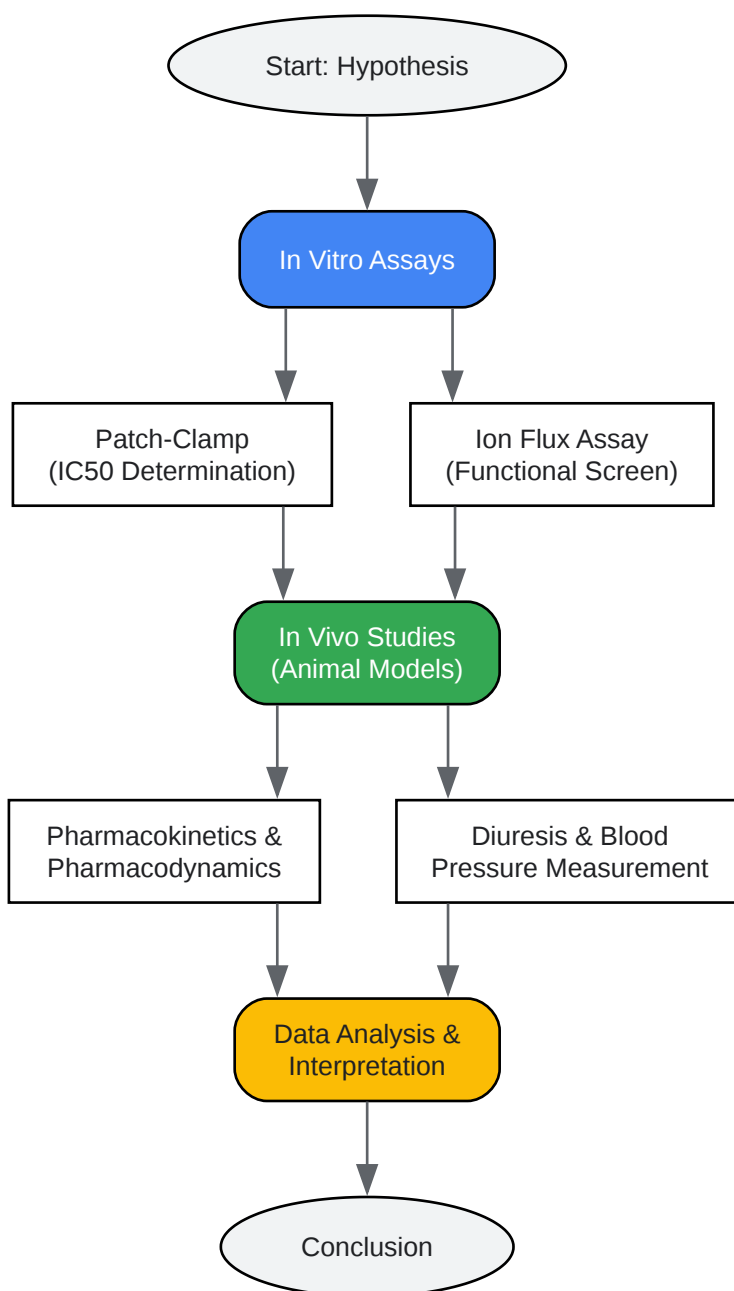 Start: Hypothesis
In Vitro Assays
Patch-Clamp
(IC50 Determination)
Ion Flux Assay
(Functional Screen)
In Vivo Studies
(Animal Models)
Pharmacokinetics &
Pharmacodynamics
Diuresis & Blood
Pressure Measurement
Data Analysis &
Interpretation
Conclusion